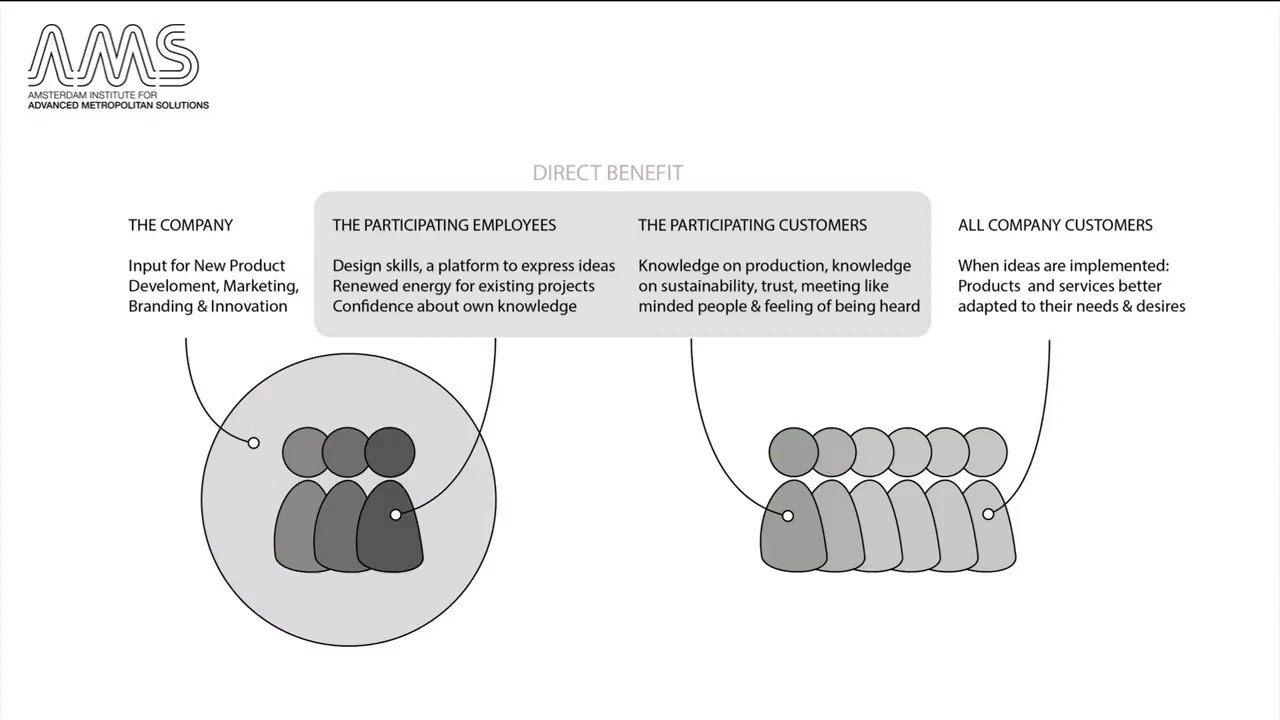 AMS
AMSTERDAM INSTITUTE FOR
ADVANCED METROPOLITAN SOLUTIONS
DIRECT BENEFIT
THE COMPANY
Input for New Product
Develoment, Marketing,
Branding & Innovation
THE PARTICIPATING EMPLOYEES
Design skills, a platform to express ideas
Renewed energy for existing projects
Confidence about own knowledge
THE PARTICIPATING CUSTOMERS
Knowledge on production, knowledge
on sustainability, trust, meeting like
minded people & feeling of being heard
ALL COMPANY CUSTOMERS
When ideas are implemented:
Products and services better
adapted to their needs & desires